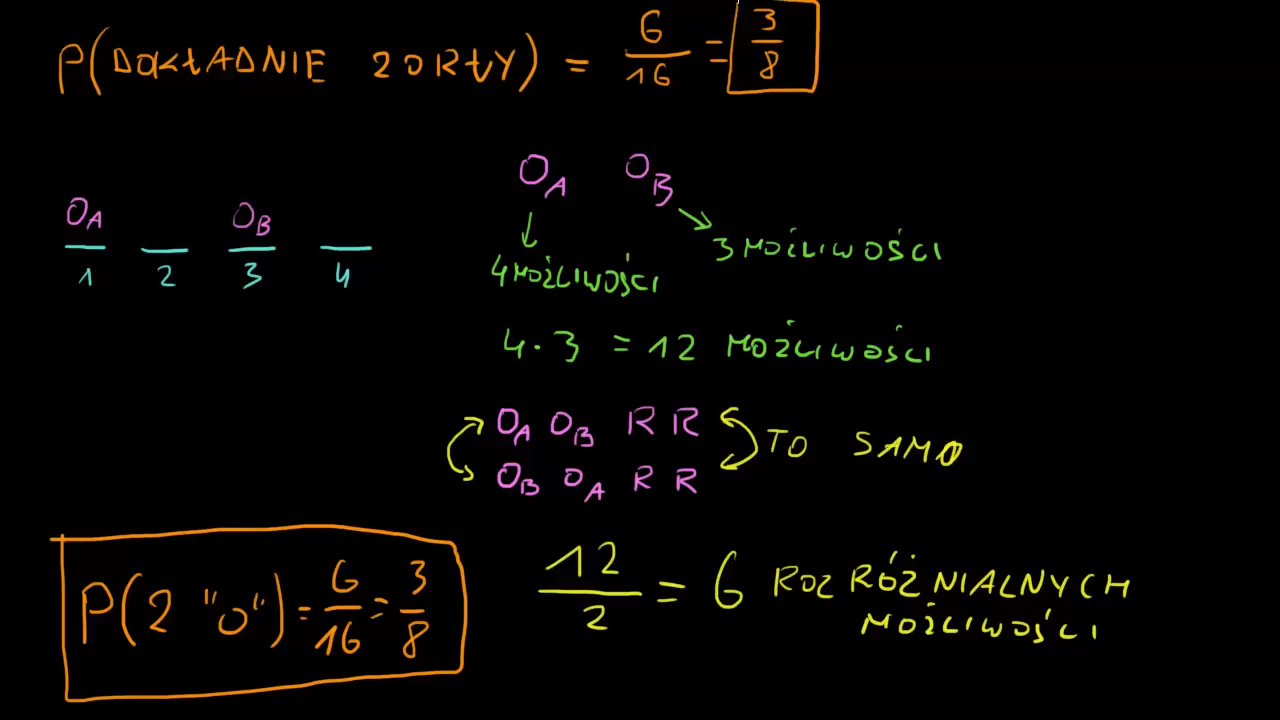 P(DOKŁADNIE 2 ORŁY) = 6/16 = 3/8
O_A O_B
O_A O_B
1 2 3 4
3 MOŻLIWOŚCI
4 MOŻLIWOŚCI
4 · 3 = 12 MOŻLIWOŚCI
O_A O_B R R TO SAMO
O_B O_A R R
12/2 = 6 ROZRÓŻNIALNYCH
MOŻLIWOŚCI
P(2 "O") = 6/16 = 3/8